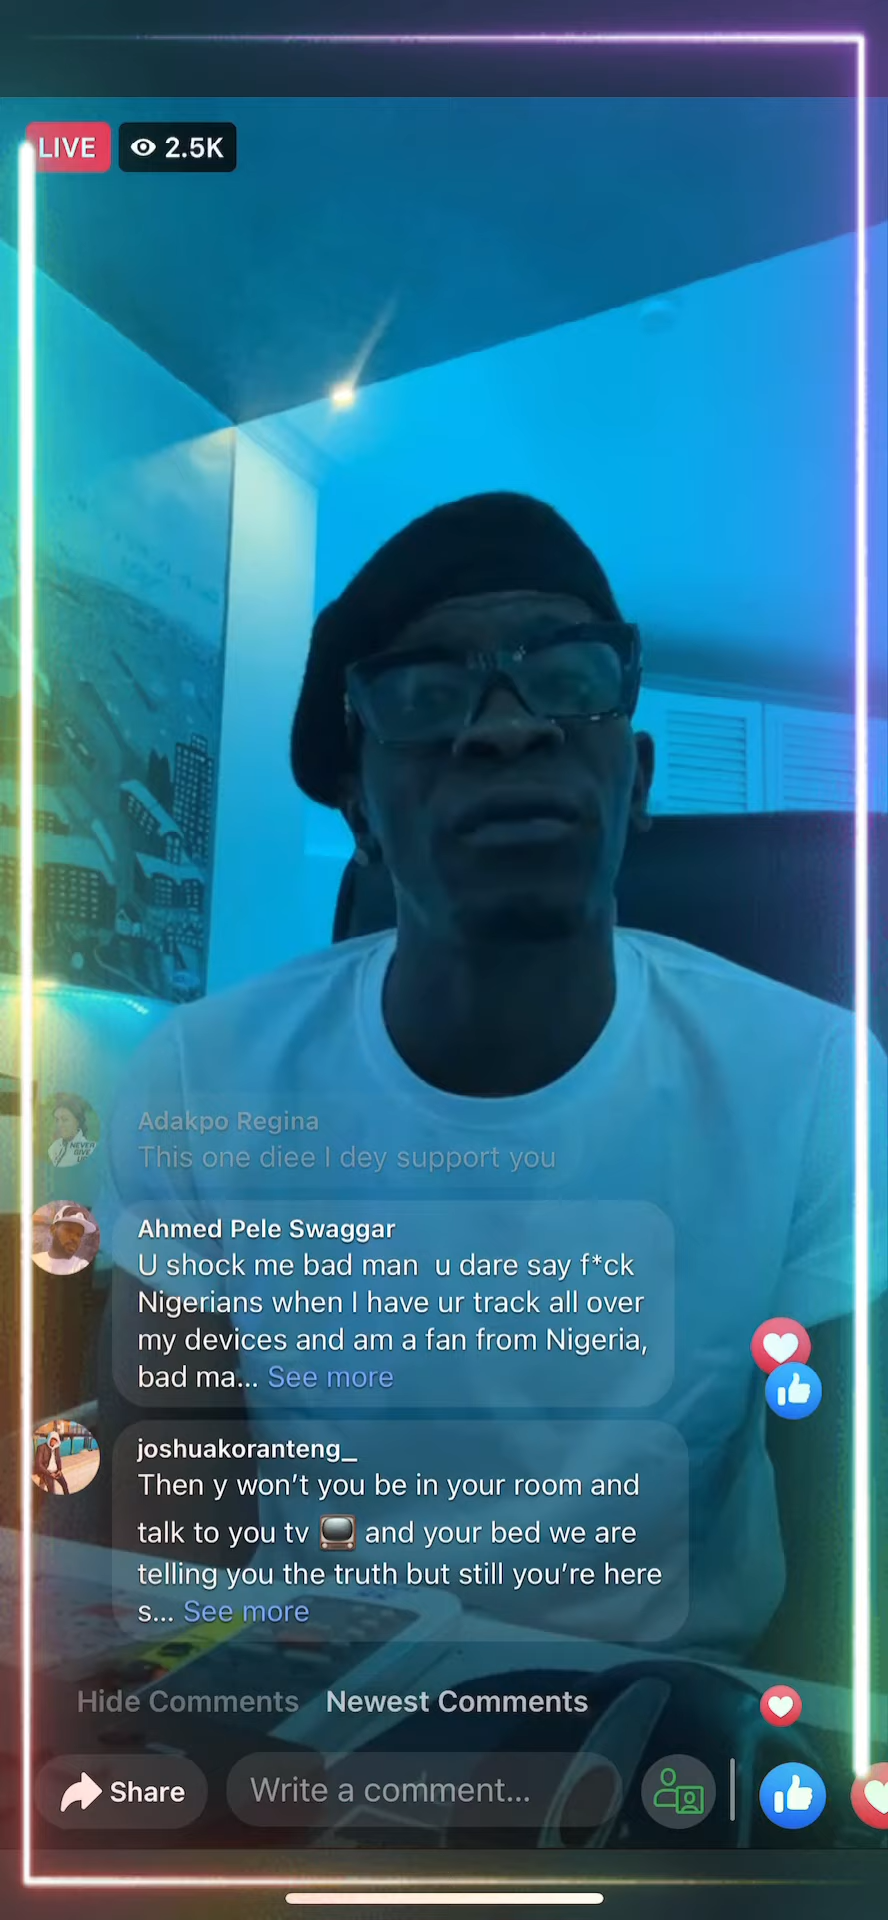 LIVE 2.5K
Adakpo Regina
This one diee I dey support you
Ahmed Pele Swaggar
U shock me bad man  u dare say f*ck
Nigerians when I have ur track all over
my devices and am a fan from Nigeria,
bad ma... See more
joshuakoranteng_
Then y won't you be in your room and
talk to you tv 📺 and your bed we are
telling you the truth but still you're here
s... See more
Hide Comments Newest Comments
Share Write a comment...